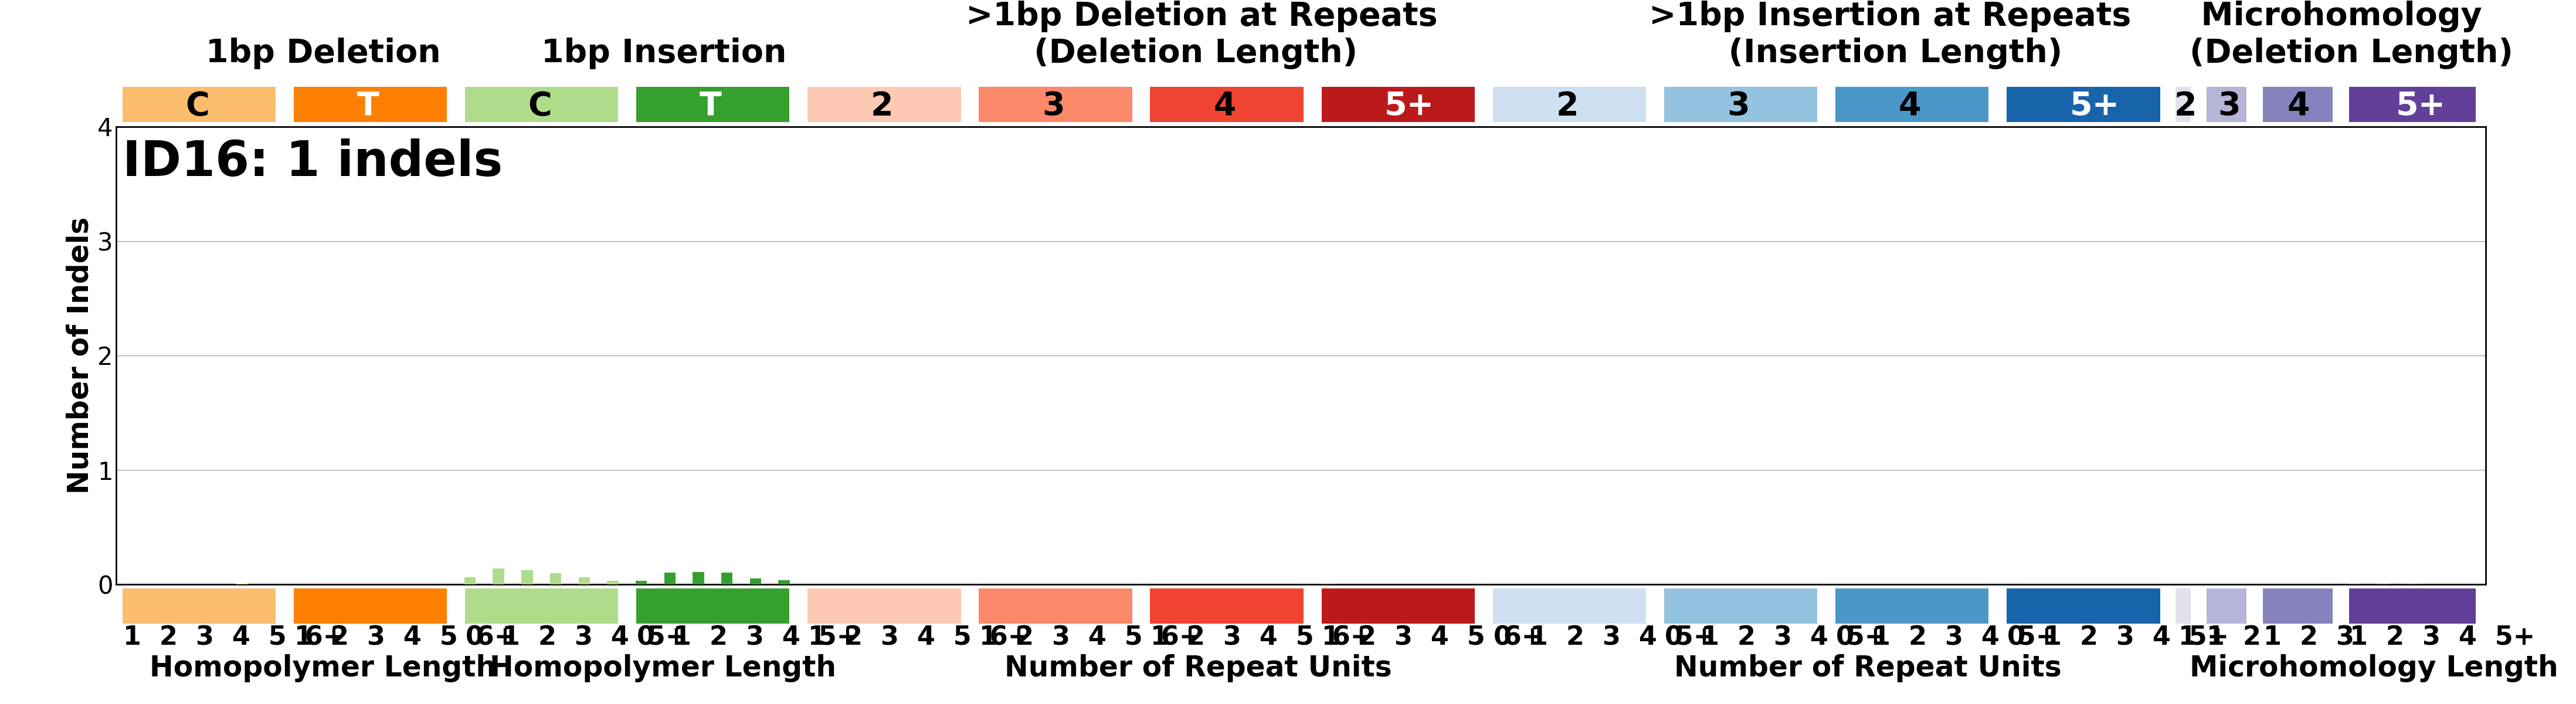 >1bp Deletion at Repeats >1bp Insertion at Repeats Microhomology
1bp Deletion 1bp Insertion (Deletion Length) (Insertion Length) (Deletion Length)
C T C T 2 3 4 5+ 2 3 4 5+ 2 3 4 5+
4
ID16: 1 indels
3
2
1
0
Number of Indels
1 2 3 4 5 6+ 1 2 3 4 5 6+ 0 1 2 3 4 5+ 0 1 2 3 4 5+ 1 2 3 4 5 6+ 1 2 3 4 5 6+ 1 2 3 4 5 6+ 1 2 3 4 5 6+ 0 1 2 3 4 5+ 0 1 2 3 4 5+ 0 1 2 3 4 5+ 0 1 2 3 4 5+ 1 1 2 1 2 3 1 2 3 4 5+
Homopolymer Length Homopolymer Length Number of Repeat Units Number of Repeat Units Microhomology Length